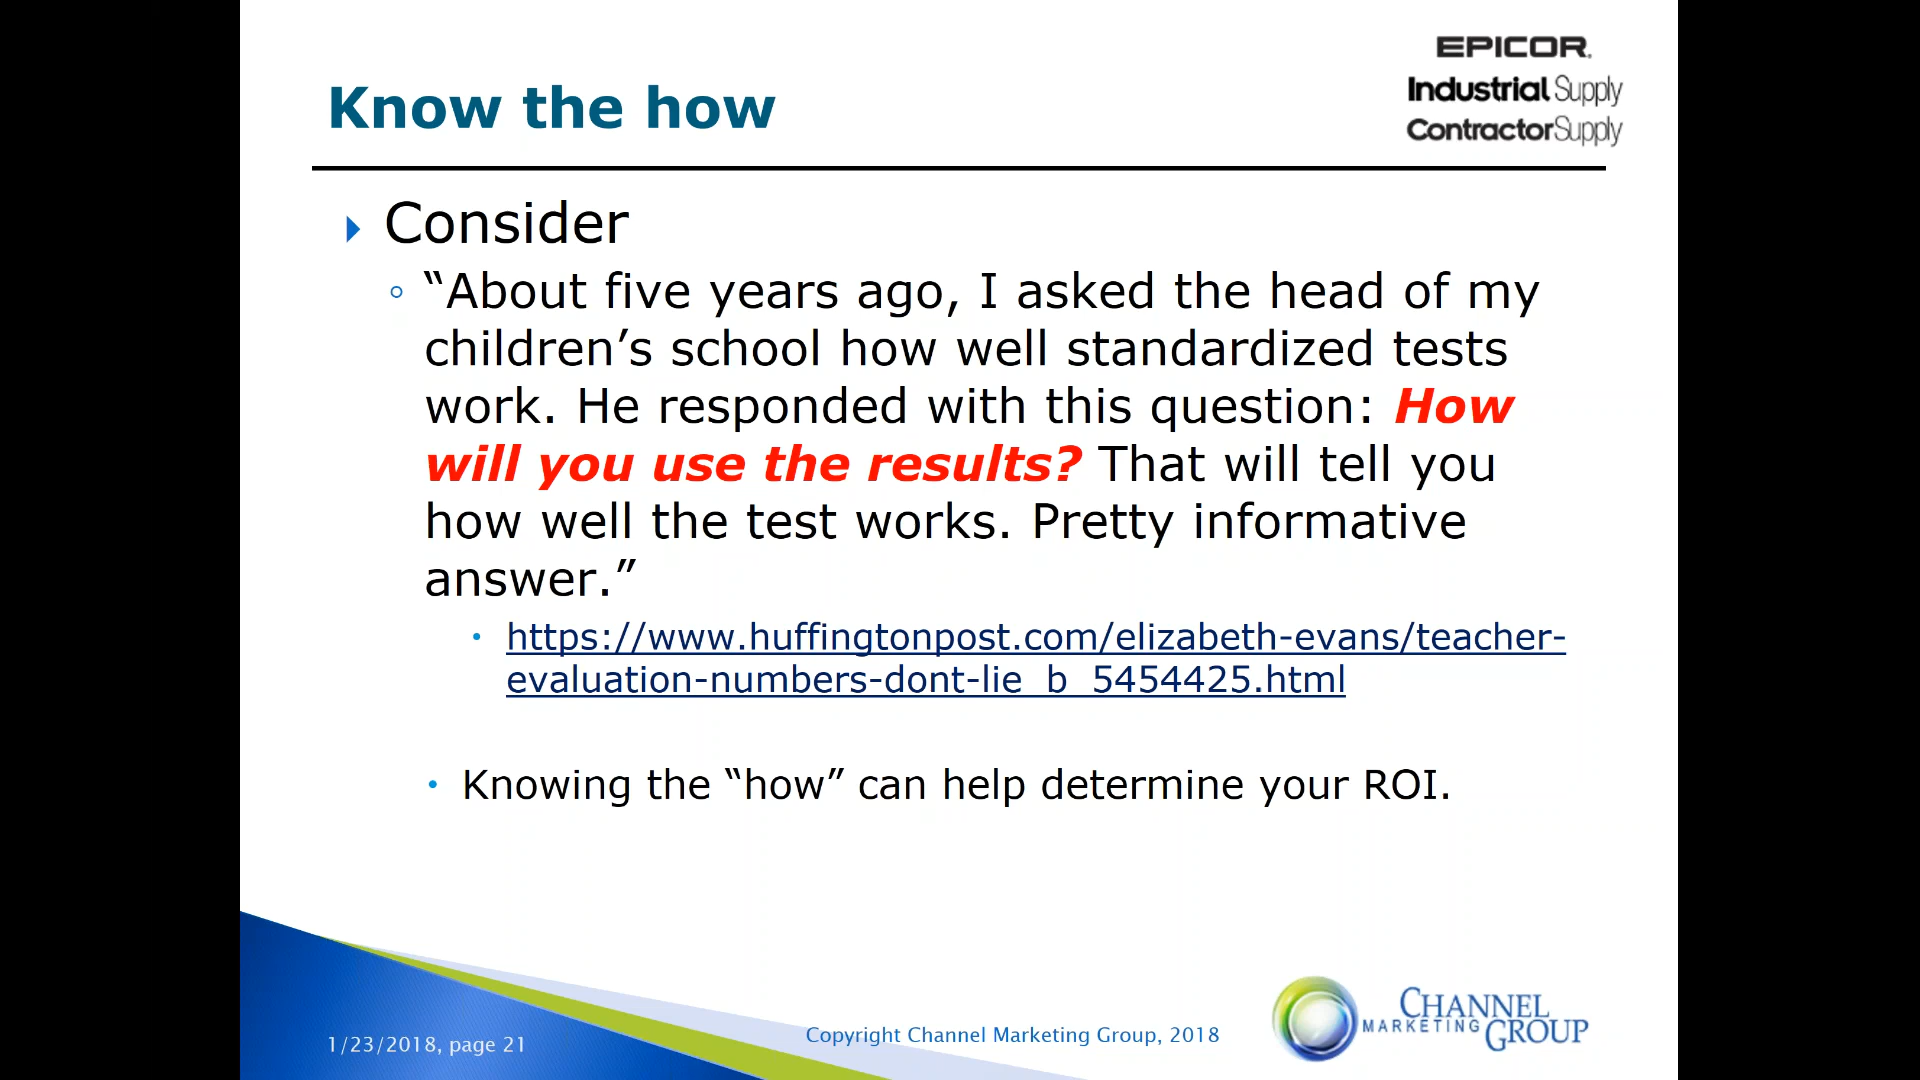 EPICOR
Industrial Supply
ContractorSupply
Know the how
Consider
“About five years ago, I asked the head of my
children’s school how well standardized tests
work. He responded with this question: How
will you use the results? That will tell you
how well the test works. Pretty informative
answer.”
https://www.huffingtonpost.com/elizabeth-evans/teacher-
evaluation-numbers-dont-lie_b_5454425.html
Knowing the “how” can help determine your ROI.
1/23/2018, page 21
Copyright Channel Marketing Group, 2018
CHANNEL
MARKETING GROUP